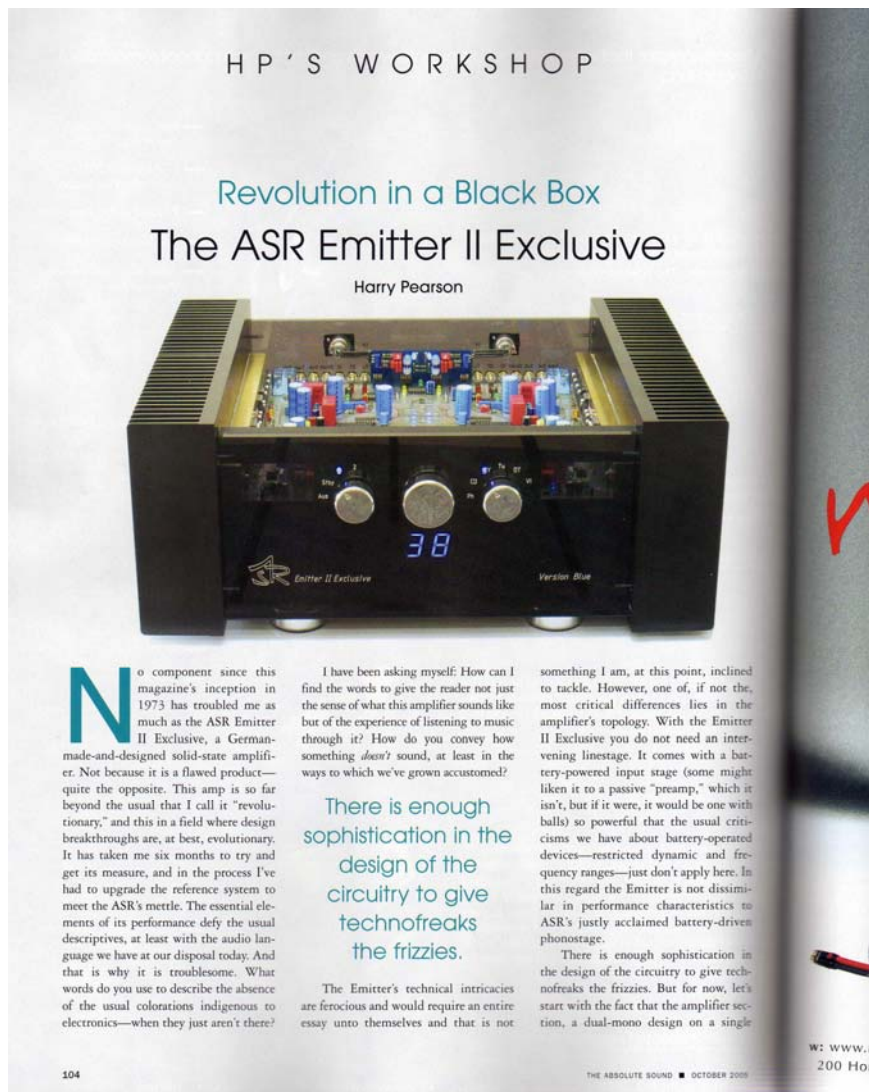 HP'S WORKSHOP
Revolution in a Black Box
The ASR Emitter II Exclusive
Harry Pearson
2
Stby
Aux
CD
Ph
Tu
DT
VI
38
ASR Emitter II Exclusive
Version Blue
No component since this
magazine's inception in
1973 has troubled me as
much as the ASR Emitter
II Exclusive, a German-
made-and-designed solid-state amplifi-
er. Not because it is a flawed product—
quite the opposite. This amp is so far
beyond the usual that I call it "revolu-
tionary," and this in a field where design
breakthroughs are, at best, evolutionary.
It has taken me six months to try and
get its measure, and in the process I've
had to upgrade the reference system to
meet the ASR's mettle. The essential ele-
ments of its performance defy the usual
descriptives, at least with the audio lan-
guage we have at our disposal today. And
that is why it is troublesome. What
words do you use to describe the absence
of the usual colorations indigenous to
electronics—when they just aren't there?
I have been asking myself: How can I
find the words to give the reader not just
the sense of what this amplifier sounds like
but of the experience of listening to music
through it? How do you convey how
something doesn't sound, at least in the
ways to which we've grown accustomed?
There is enough
sophistication in the
design of the
circuitry to give
technofreaks
the frizzies.
The Emitter's technical intricacies
are ferocious and would require an entire
essay unto themselves and that is not
something I am, at this point, inclined
to tackle. However, one of, if not the,
most critical differences lies in the
amplifier's topology. With the Emitter
II Exclusive you do not need an inter-
vening linestage. It comes with a bat-
tery-powered input stage (some might
liken it to a passive "preamp," which it
isn't, but if it were, it would be one with
balls) so powerful that the usual criti-
cisms we have about battery-operated
devices—restricted dynamic and fre-
quency ranges—just don't apply here. In
this regard the Emitter is not dissimi-
lar in performance characteristics to
ASR's justly acclaimed battery-driven
phonostage.
There is enough sophistication in
the design of the circuitry to give tech-
nofreaks the frizzies. But for now, let's
start with the fact that the amplifier sec-
tion, a dual-mono design on a single
104
THE ABSOLUTE SOUND ■ OCTOBER 2005
w: www.
200 Ho